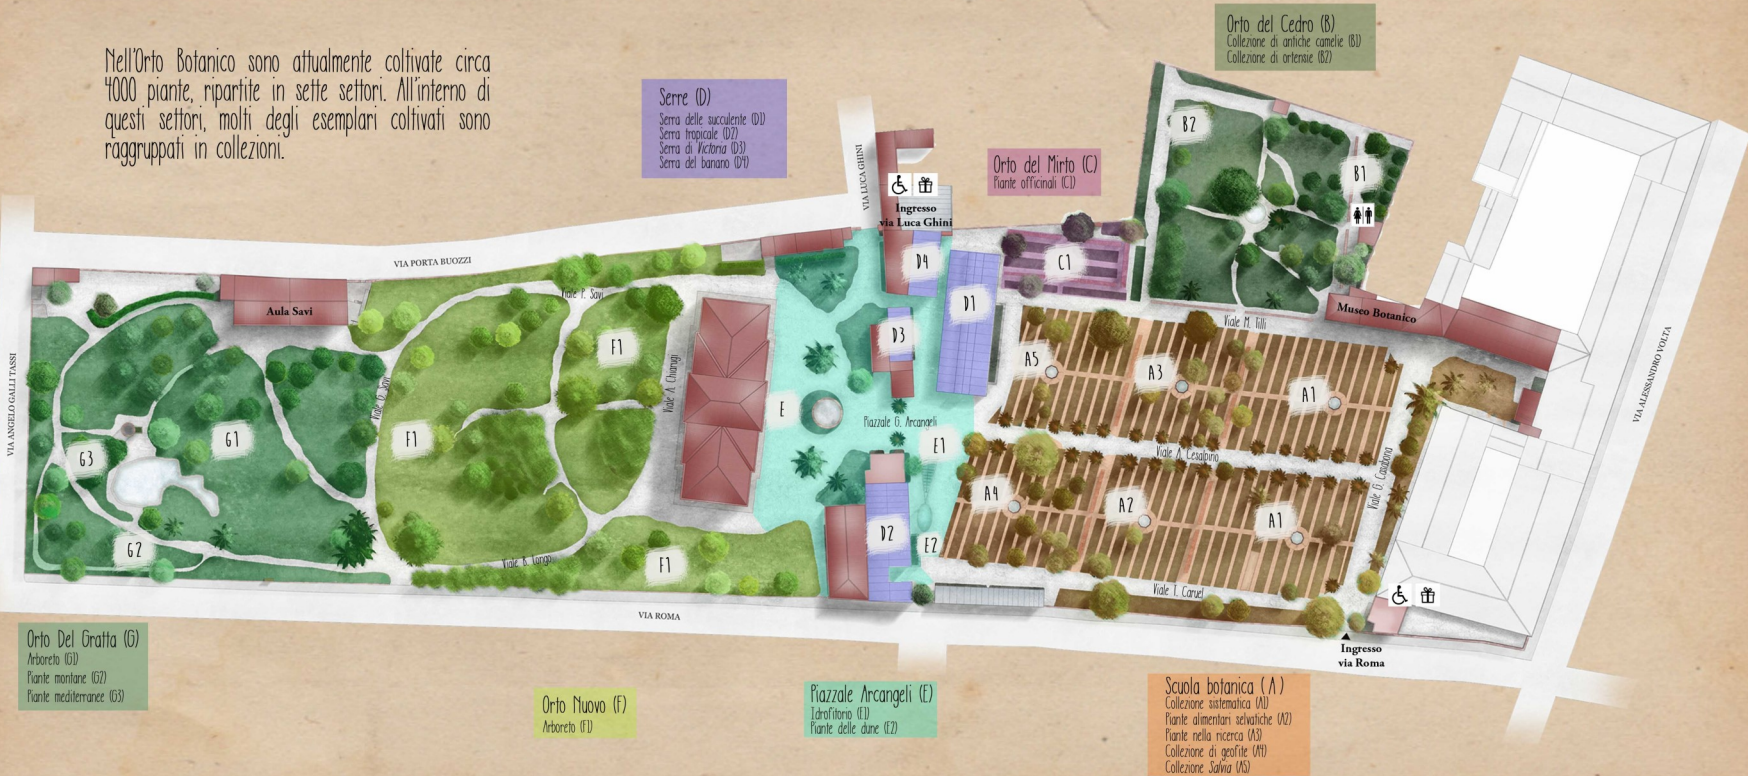 Nell'Orto Botanico sono attualmente coltivate circa
4000 piante, ripartite in sette settori. All'interno di
questi settori, molti degli esemplari coltivati sono
raggruppati in collezioni.
Serre (D)
Serra delle succulente (D1)
Serra tropicale (D2)
Serra di Victoria (D3)
Serra del banano (D4)
Orto del Cedro (B)
Collezione di antiche camelie (B1)
Collezione di ortensie (B2)
Orto del Mirto (C)
Piante officinali (C1)
VIA LUCA GHINI
Ingresso
via Luca Ghini
VIA PORTA BUOZZI
B2
B1
D4
C1
D1
Aula Savi
Viale P. Savi
Museo Botanico
Viale M. Tilli
VIA ANGELO GALLI TASSI
VIA ALESSANDRO VOLTA
F1
D3
A5
A3
A1
Viale G. Savi
Viale A. Chiarugi
E
Piazzale G. Arcangeli
G3
G1
F1
E1
Viale A. Cesalpino
Viale G. Casabona
A4
A2
A1
G2
D2
E2
Viale B. Longo
F1
Viale T. Caruel
VIA ROMA
Ingresso
via Roma
Orto Del Gratta (G)
Arboreto (G1)
Piante montane (G2)
Piante mediterranee (G3)
Orto Nuovo (F)
Arboreto (F1)
Piazzale Arcangeli (E)
Idrofitorio (E1)
Piante delle dune (E2)
Scuola botanica (A)
Collezione sistematica (A1)
Piante alimentari selvatiche (A2)
Piante nella ricerca (A3)
Collezione di geofite (A4)
Collezione Salvia (A5)